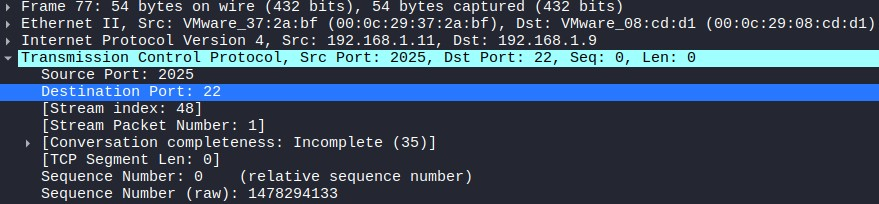 Frame 77: 54 bytes on wire (432 bits), 54 bytes captured (432 bits)
Ethernet II, Src: VMware_37:2a:bf (00:0c:29:37:2a:bf), Dst: VMware_08:cd:d1 (00:0c:29:08:cd:d1)
Internet Protocol Version 4, Src: 192.168.1.11, Dst: 192.168.1.9
Transmission Control Protocol, Src Port: 2025, Dst Port: 22, Seq: 0, Len: 0
Source Port: 2025
Destination Port: 22
[Stream index: 48]
[Stream Packet Number: 1]
[Conversation completeness: Incomplete (35)]
[TCP Segment Len: 0]
Sequence Number: 0    (relative sequence number)
Sequence Number (raw): 1478294133